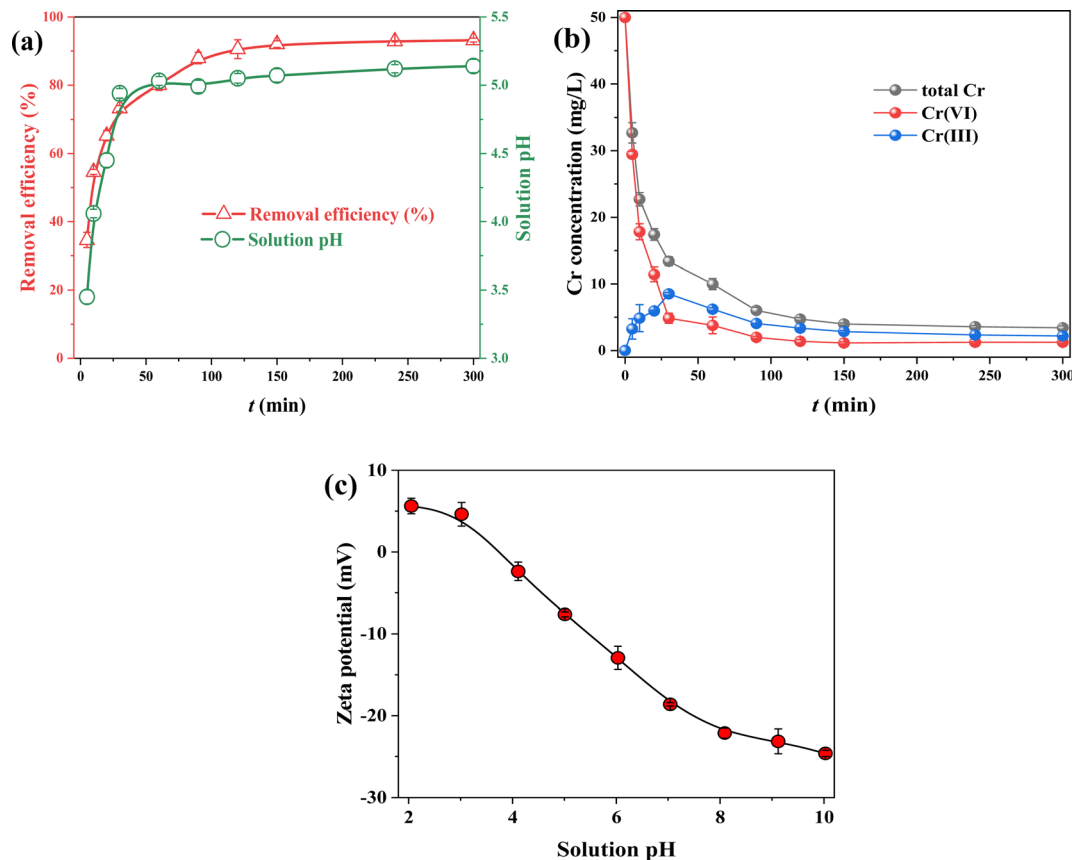 (a)
100
80
60
40
20
0
Removal efficiency (%)
5.5
5.0
4.5
4.0
3.5
3.0
Solution pH
Removal efficiency (%)
Solution pH
0 50 100 150 200 250 300
t (min)
(b)
50
40
30
20
10
0
Cr concentration (mg/L)
total Cr
Cr(VI)
Cr(III)
0 50 100 150 200 250 300
t (min)
(c)
10
0
-10
-20
-30
Zeta potential (mV)
2 4 6 8 10
Solution pH